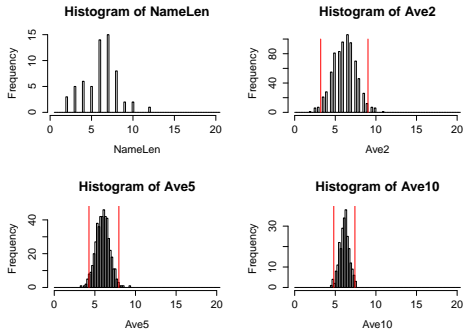 Histogram of NameLen
Frequency
0 5 10 15
0 5 10 15 20
NameLen
Histogram of Ave2
Frequency
0 40 80
0 5 10 15 20
Ave2
Histogram of Ave5
Frequency
0 20 40
0 5 10 15 20
Ave5
Histogram of Ave10
Frequency
0 10 30
0 5 10 15 20
Ave10